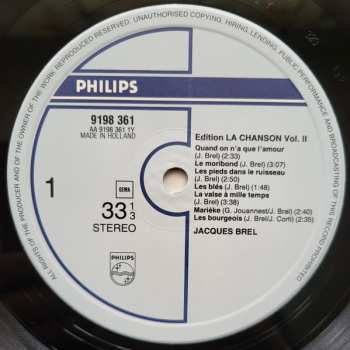 ALL RIGHTS OF THE PRODUCER AND OF THE OWNER OF THE WORK REPRODUCED RESERVED. UNAUTHORISED COPYING, HIRING, LENDING, PUBLIC PERFORMANCE AND BROADCASTING OF THIS RECORD PROHIBITED
PHILIPS
9198 361
AA 9198 361 1Y
MADE IN HOLLAND
1
GEMA
33 1/3
STEREO
PHILIPS
Edition LA CHANSON Vol. II
Quand on n'a que l'amour
(J. Brel) (2:33)
Le moribond (J. Brel) (3:07)
Les pieds dans le ruisseau
(J. Brel) (2:50)
Les blés (J. Brel) (1:48)
La valse à mille temps
(J. Brel) (3:38)
Mariéke (G. Jouannest/J. Brel) (2:40)
Les bourgeois (J. Brel/J. Corti) (2:35)
JACQUES BREL